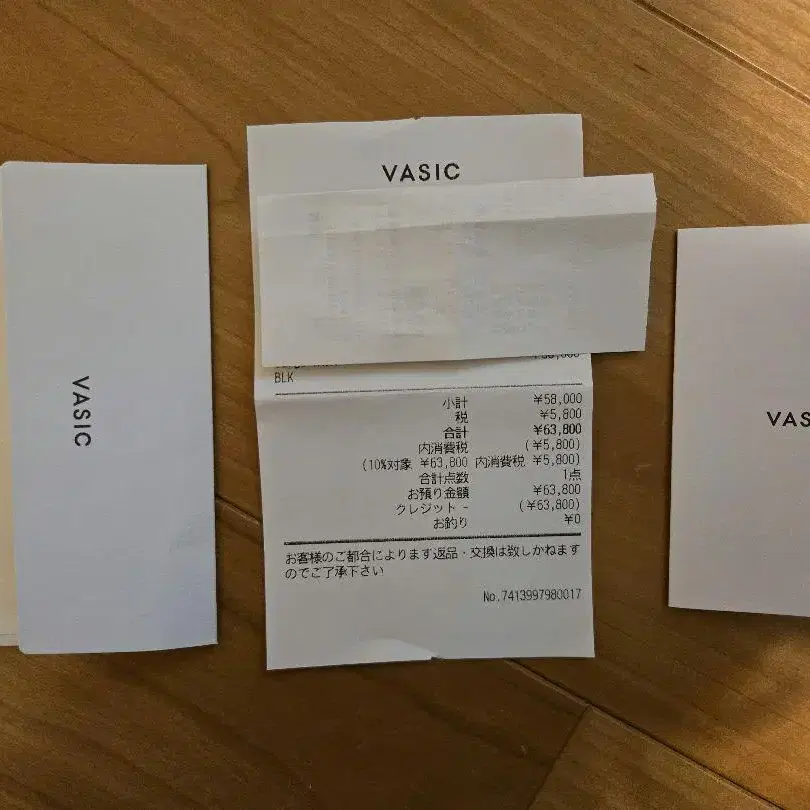 VASIC
VASIC
BLK
小計 ¥58,000
税 ¥5,800
合計 ¥63,800
内消費税 (¥5,800)
(10%対象 ¥63,800 内消費税 ¥5,800)
合計点数 1点
お預り金額 ¥63,800
クレジット - (¥63,800)
お釣り ¥0
お客様のご都合によります返品・交換は致しかねます
のでご了承下さい
No.7413997980017
VAS